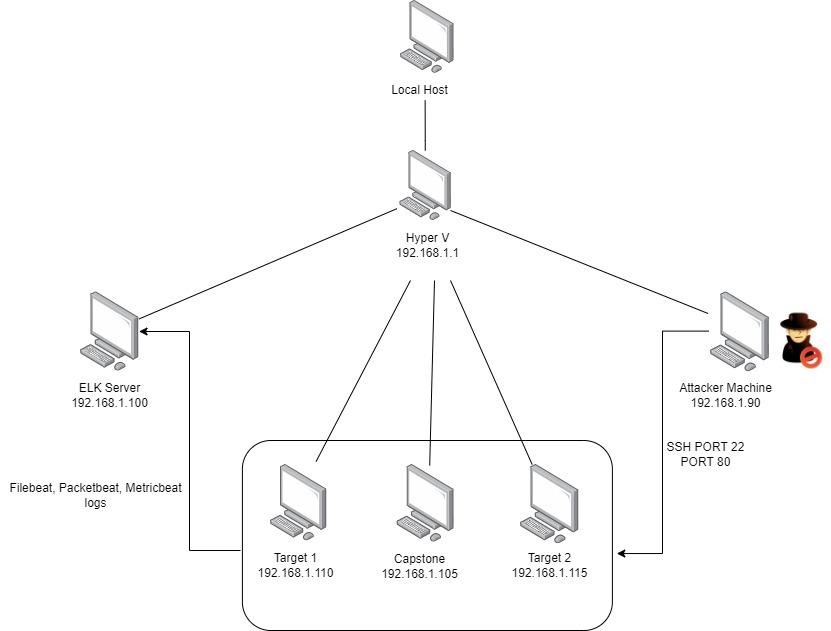 Local Host
Hyper V
192.168.1.1
ELK Server
192.168.1.100
Attacker Machine
192.168.1.90
SSH PORT 22
PORT 80
Filebeat, Packetbeat, Metricbeat
logs
Target 1
192.168.1.110
Capstone
192.168.1.105
Target 2
192.168.1.115